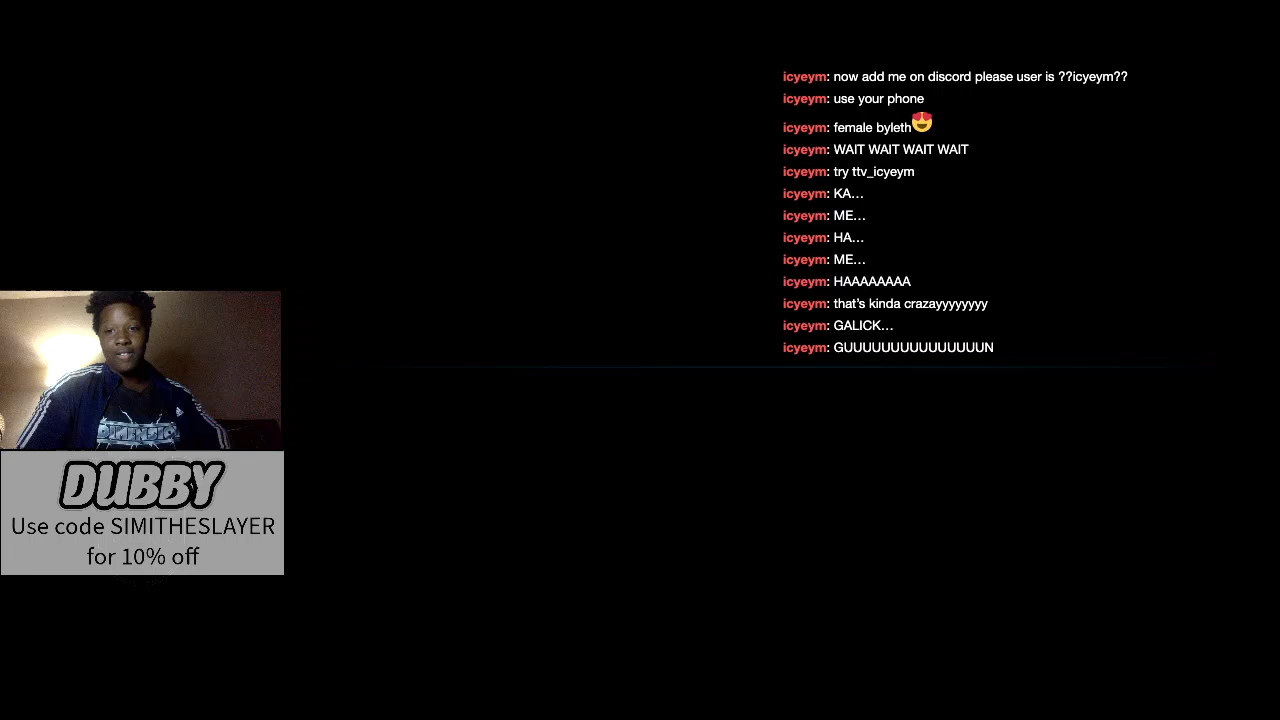 icyeym: now add me on discord please user is ??icyeym??
icyeym: use your phone
icyeym: female byleth😍
icyeym: WAIT WAIT WAIT WAIT
icyeym: try ttv_icyeym
icyeym: KA...
icyeym: ME...
icyeym: HA...
icyeym: ME...
icyeym: HAAAAAAAA
icyeym: that's kinda crazayyyyyyyy
icyeym: GALICK...
icyeym: GUUUUUUUUUUUUUUUN
DIMENSIO
DUBBY
Use code SIMITHESLAYER
for 10% off